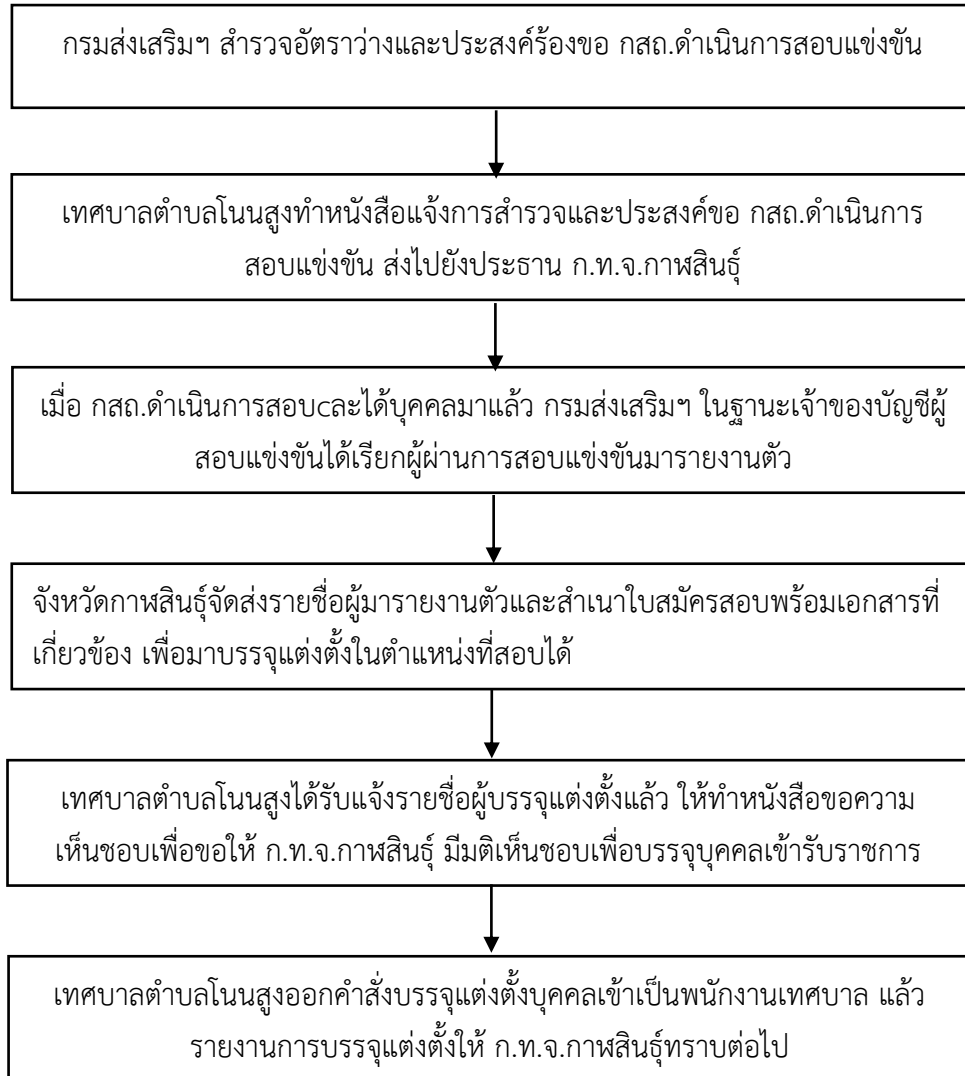 กรมส่งเสริมฯ สำรวจอัตราว่างและประสงค์ร้องขอ กสถ.ดำเนินการสอบแข่งขัน
เทศบาลตำบลโนนสูงทำหนังสือแจ้งการสำรวจและประสงค์ขอ กสถ.ดำเนินการ
สอบแข่งขัน ส่งไปยังประธาน ก.ท.จ.กาฬสินธุ์
เมื่อ กสถ.ดำเนินการสอบcละได้บุคคลมาแล้ว กรมส่งเสริมฯ ในฐานะเจ้าของบัญชีผู้
สอบแข่งขันได้เรียกผู้ผ่านการสอบแข่งขันมารายงานตัว
จังหวัดกาฬสินธุ์จัดส่งรายชื่อผู้มารายงานตัวและสำเนาใบสมัครสอบพร้อมเอกสารที่
เกี่ยวข้อง เพื่อมาบรรจุแต่งตั้งในตำแหน่งที่สอบได้
เทศบาลตำบลโนนสูงได้รับแจ้งรายชื่อผู้บรรจุแต่งตั้งแล้ว ให้ทำหนังสือขอความ
เห็นชอบเพื่อขอให้ ก.ท.จ.กาฬสินธุ์ มีมติเห็นชอบเพื่อบรรจุบุคคลเข้ารับราชการ
เทศบาลตำบลโนนสูงออกคำสั่งบรรจุแต่งตั้งบุคคลเข้าเป็นพนักงานเทศบาล แล้ว
รายงานการบรรจุแต่งตั้งให้ ก.ท.จ.กาฬสินธุ์ทราบต่อไป